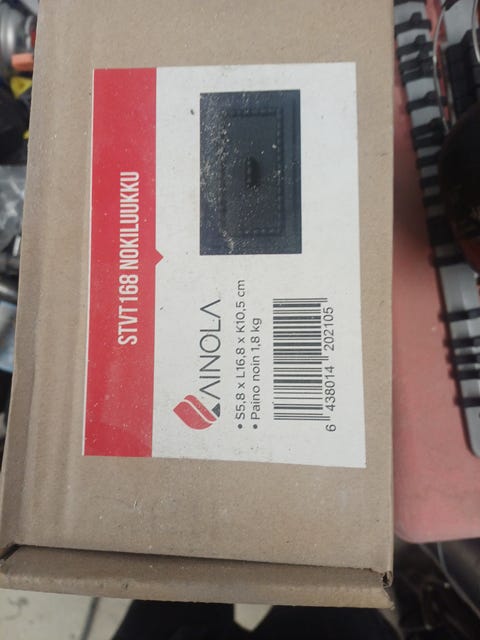 STVT168 NOKILUUKKU
AINOLA
• S5,8 x L16,8 x K10,5 cm
• Paino noin 1,8 kg
6 438014 202105